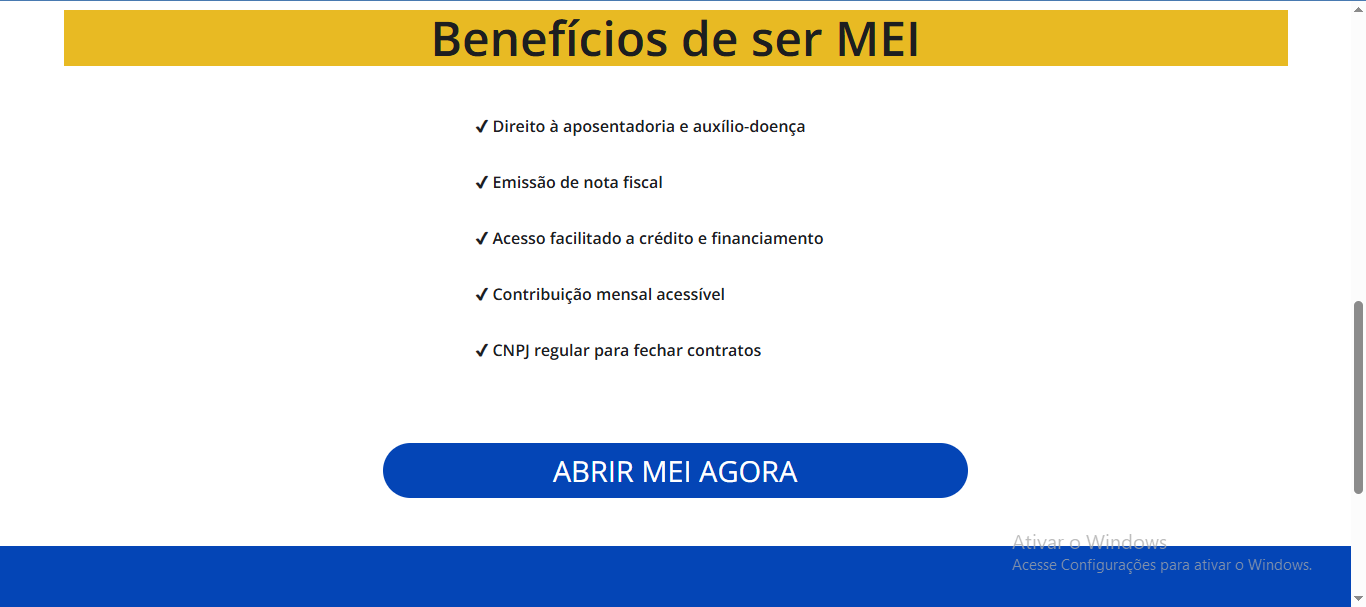 Benefícios de ser MEI
✔ Direito à aposentadoria e auxílio-doença
✔ Emissão de nota fiscal
✔ Acesso facilitado a crédito e financiamento
✔ Contribuição mensal acessível
✔ CNPJ regular para fechar contratos
ABRIR MEI AGORA
Ativar o Windows
Acesse Configurações para ativar o Windows.